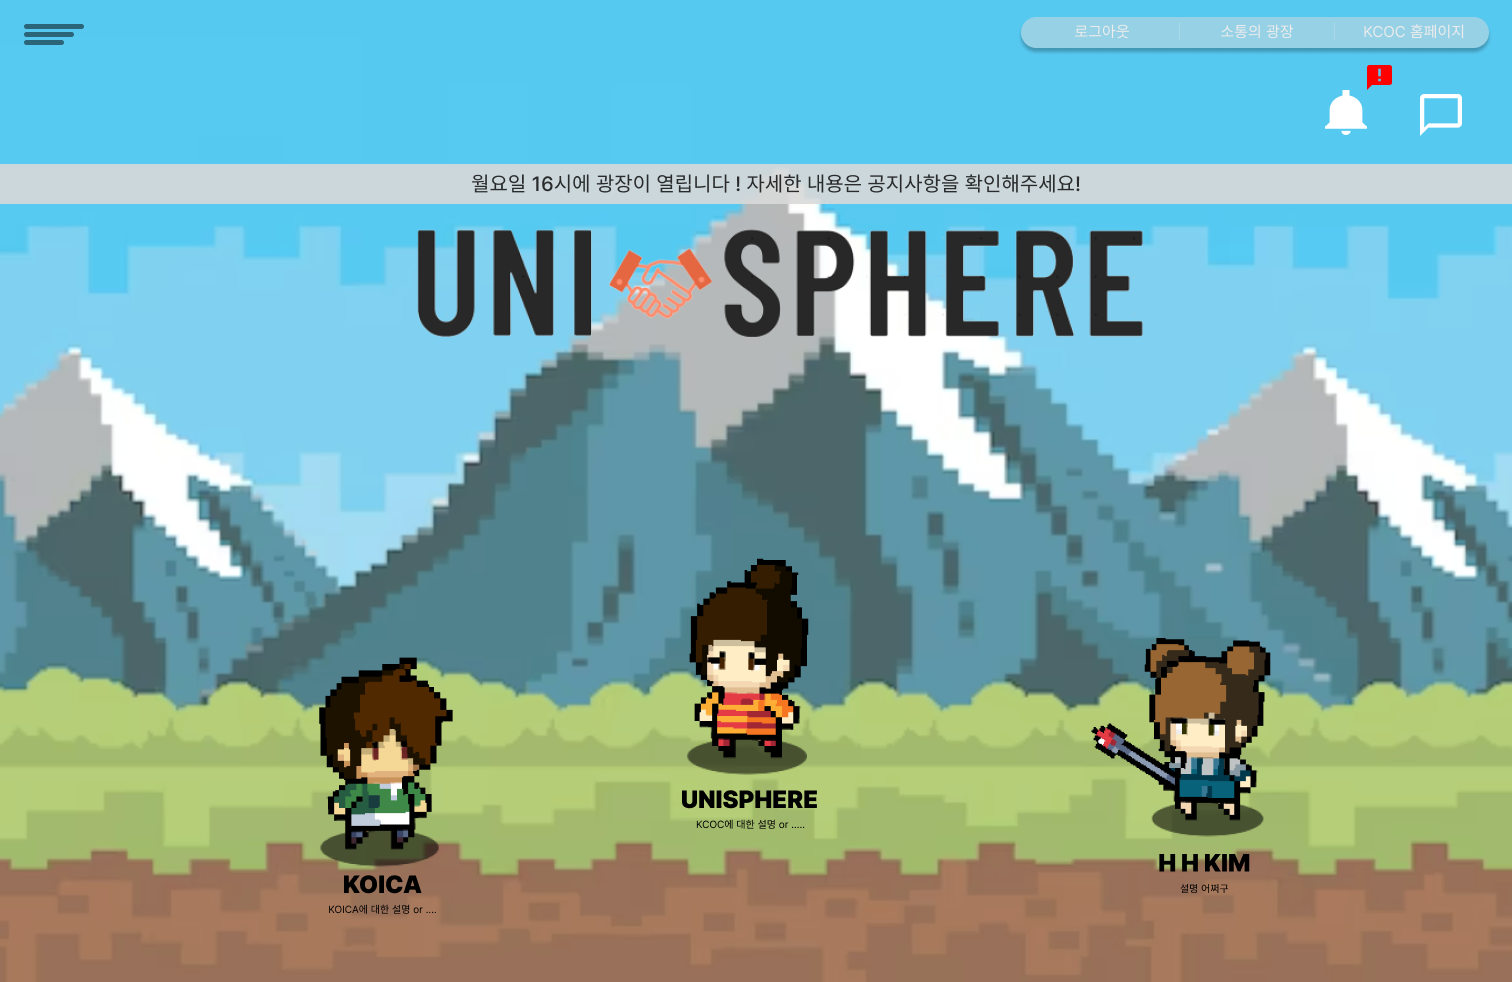 로그아웃 소통의 광장 KCOC 홈페이지
!
월요일 16시에 광장이 열립니다 ! 자세한 내용은 공지사항을 확인해주세요!
UNI SPHERE
UNISPHERE
KCOC에 대한 설명 or .....
H H KIM
설명 어쩌구
KOICA
KOICA에 대한 설명 or ....